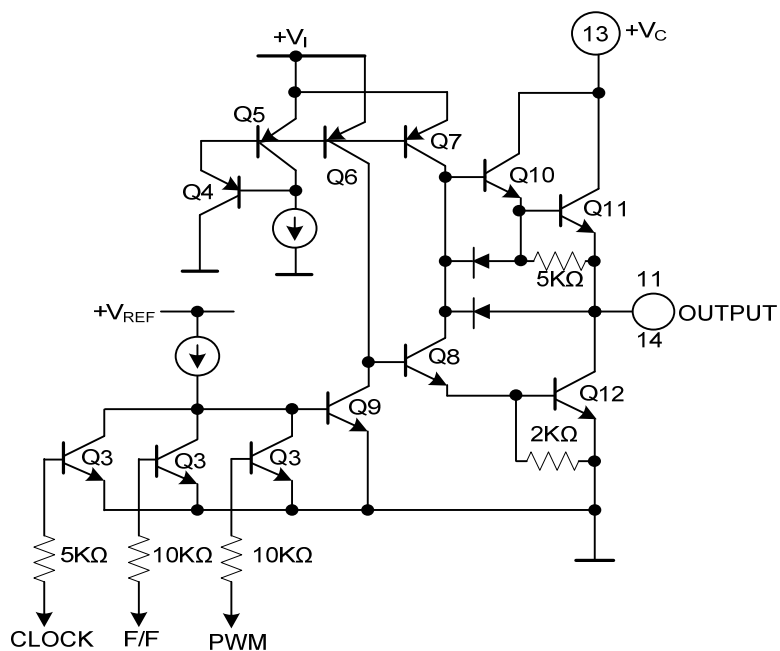 +VI
13
+VC
Q5
Q7
Q6
Q10
Q4
Q11
5KΩ
11
OUTPUT
14
+VREF
Q8
Q9
Q12
2KΩ
Q3
Q3
Q3
5KΩ
10KΩ
10KΩ
CLOCK
F/F
PWM